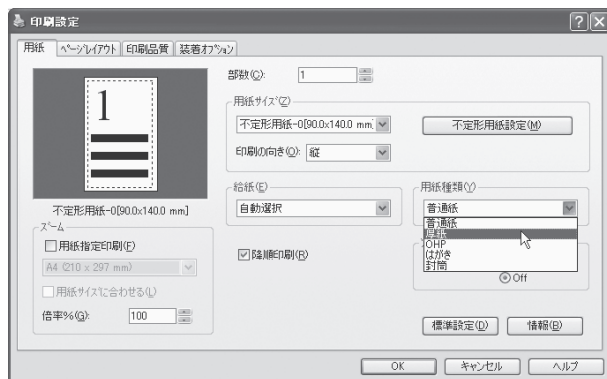 印刷設定
用紙 ページレイアウト 印刷品質 装着オプション
1
不定形用紙-0[90.0x140.0 mm]
ズーム
用紙指定印刷(F)
A4 (210 x 297 mm)
用紙サイズに合わせる(L)
倍率%(G): 100
部数(C): 1
用紙サイズ(Z)
不定形用紙-0[90.0x140.0 mm] 不定形用紙設定(M)
印刷の向き(O): 縦
給紙(E)
自動選択
降順印刷(R)
用紙種類(Y)
普通紙
普通紙
厚紙
OHP
はがき
封筒
Off
標準設定(D) 情報(B)
OK キャンセル ヘルプ